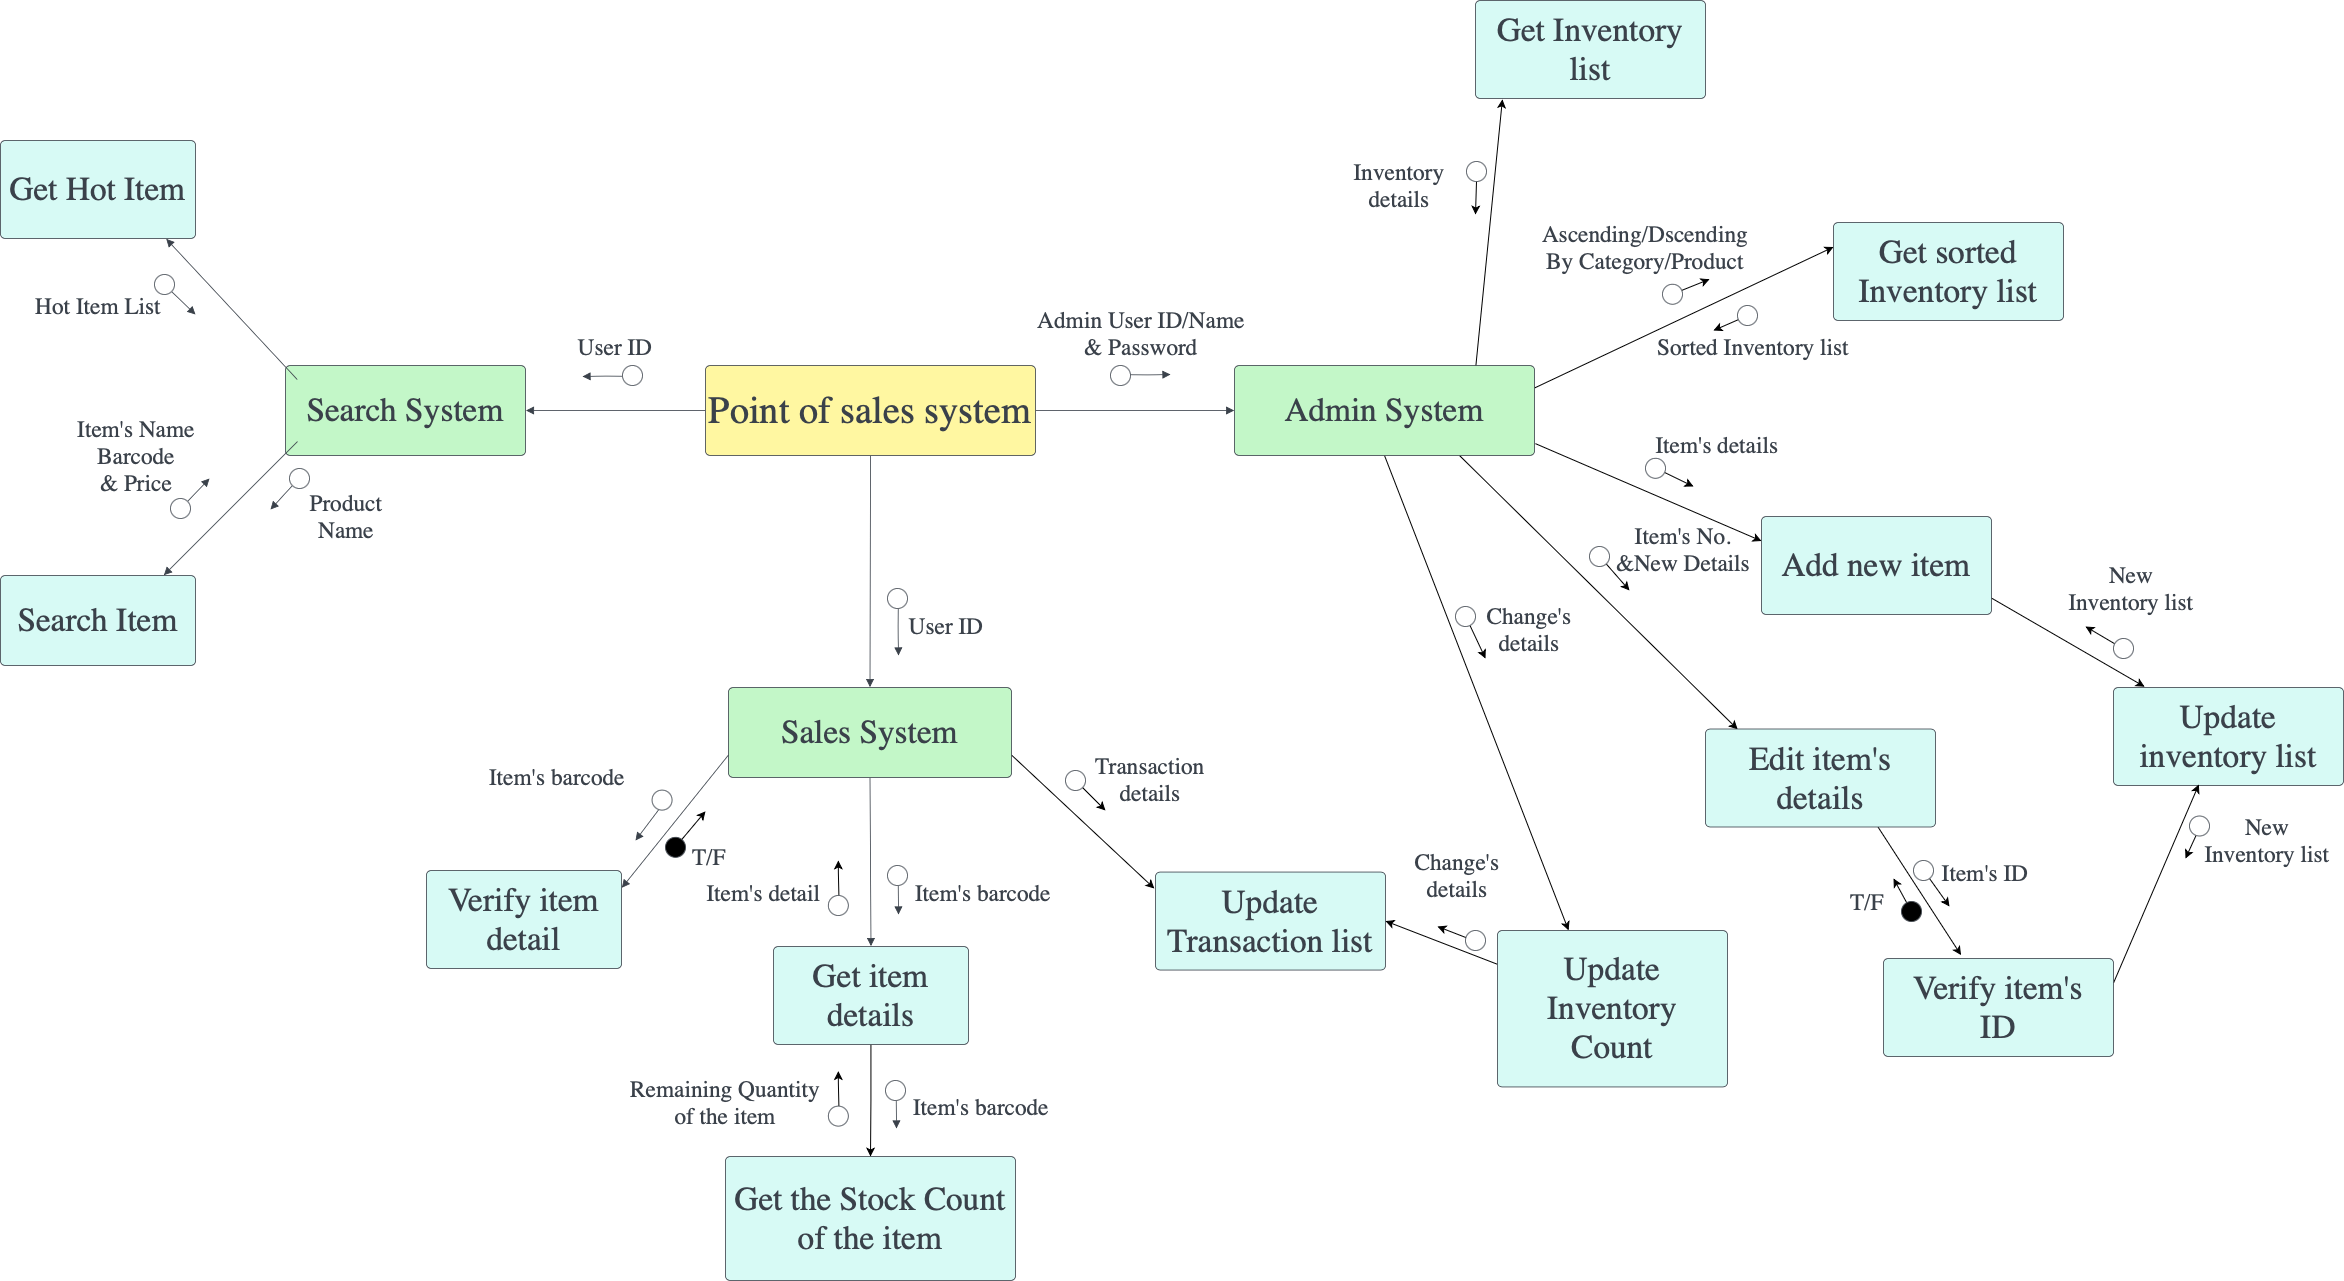 Get Inventory
list
Get Hot Item
Inventory
details
Ascending/Dscending
By Category/Product
Get sorted
Inventory list
Hot Item List
Sorted Inventory list
User ID
Admin User ID/Name
& Password
Search System
Point of sales system
Admin System
Item's Name
Barcode
& Price
Product
Name
Item's details
Search Item
Item's No.
&New Details
Add new item
New
Inventory list
Change's
details
User ID
Sales System
Update
inventory list
Edit item's
details
Item's barcode
T/F
Transaction
details
New
Inventory list
Verify item
detail
Item's detail
Item's barcode
Update
Transaction list
Change's
details
T/F
Item's ID
Get item
details
Update
Inventory
Count
Verify item's
ID
Remaining Quantity
of the item
Item's barcode
Get the Stock Count
of the item